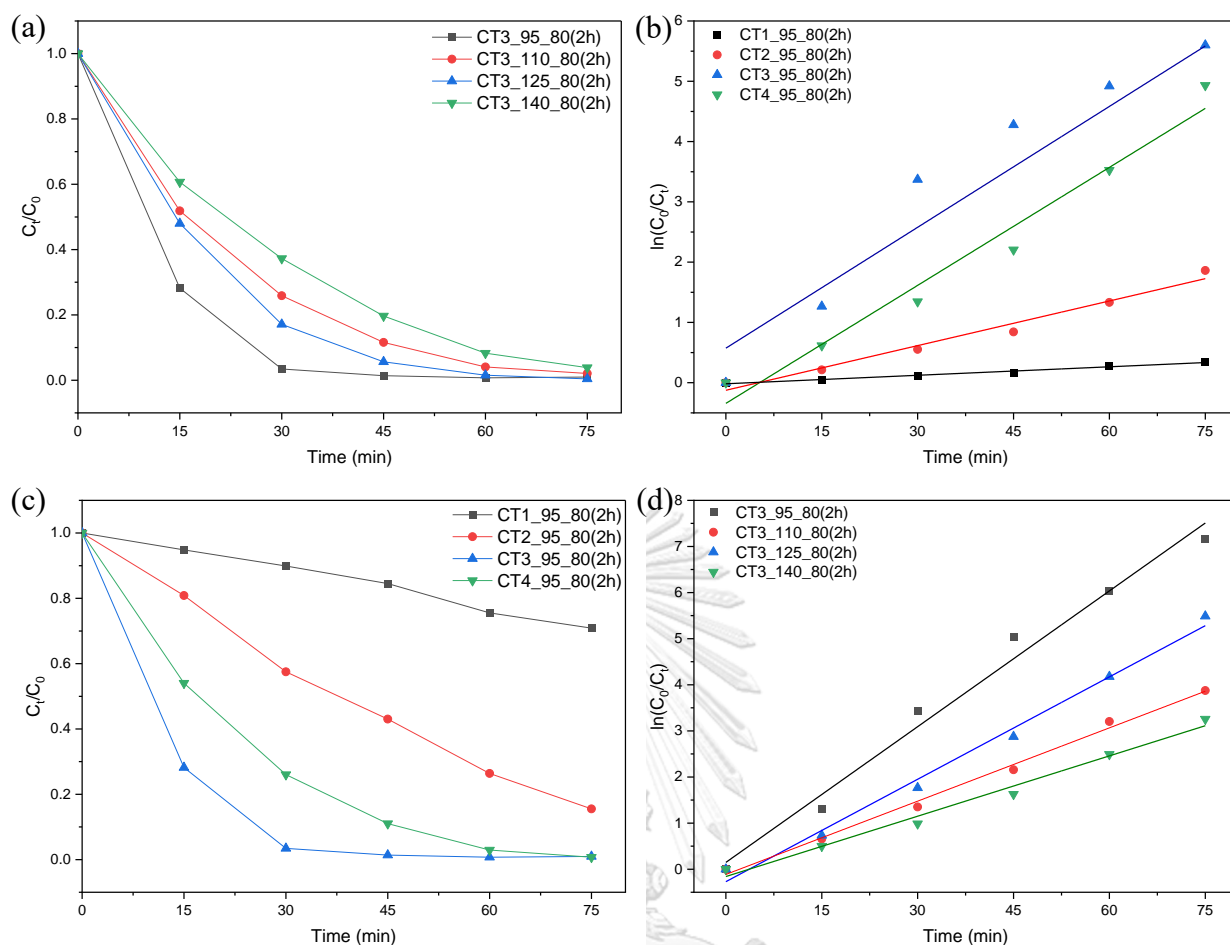 (a)
CT3_95_80(2h)
CT3_110_80(2h)
CT3_125_80(2h)
CT3_140_80(2h)
1.0
0.8
0.6
0.4
0.2
0.0
Cₜ/C₀
0 15 30 45 60 75
Time (min)
(b)
CT1_95_80(2h)
CT2_95_80(2h)
CT3_95_80(2h)
CT4_95_80(2h)
6
5
4
3
2
1
0
ln(C₀/Cₜ)
0 15 30 45 60 75
Time (min)
(c)
CT1_95_80(2h)
CT2_95_80(2h)
CT3_95_80(2h)
CT4_95_80(2h)
1.0
0.8
0.6
0.4
0.2
0.0
Cₜ/C₀
0 15 30 45 60 75
Time (min)
(d)
CT3_95_80(2h)
CT3_110_80(2h)
CT3_125_80(2h)
CT3_140_80(2h)
8
7
6
5
4
3
2
1
0
ln(C₀/Cₜ)
0 15 30 45 60 75
Time (min)